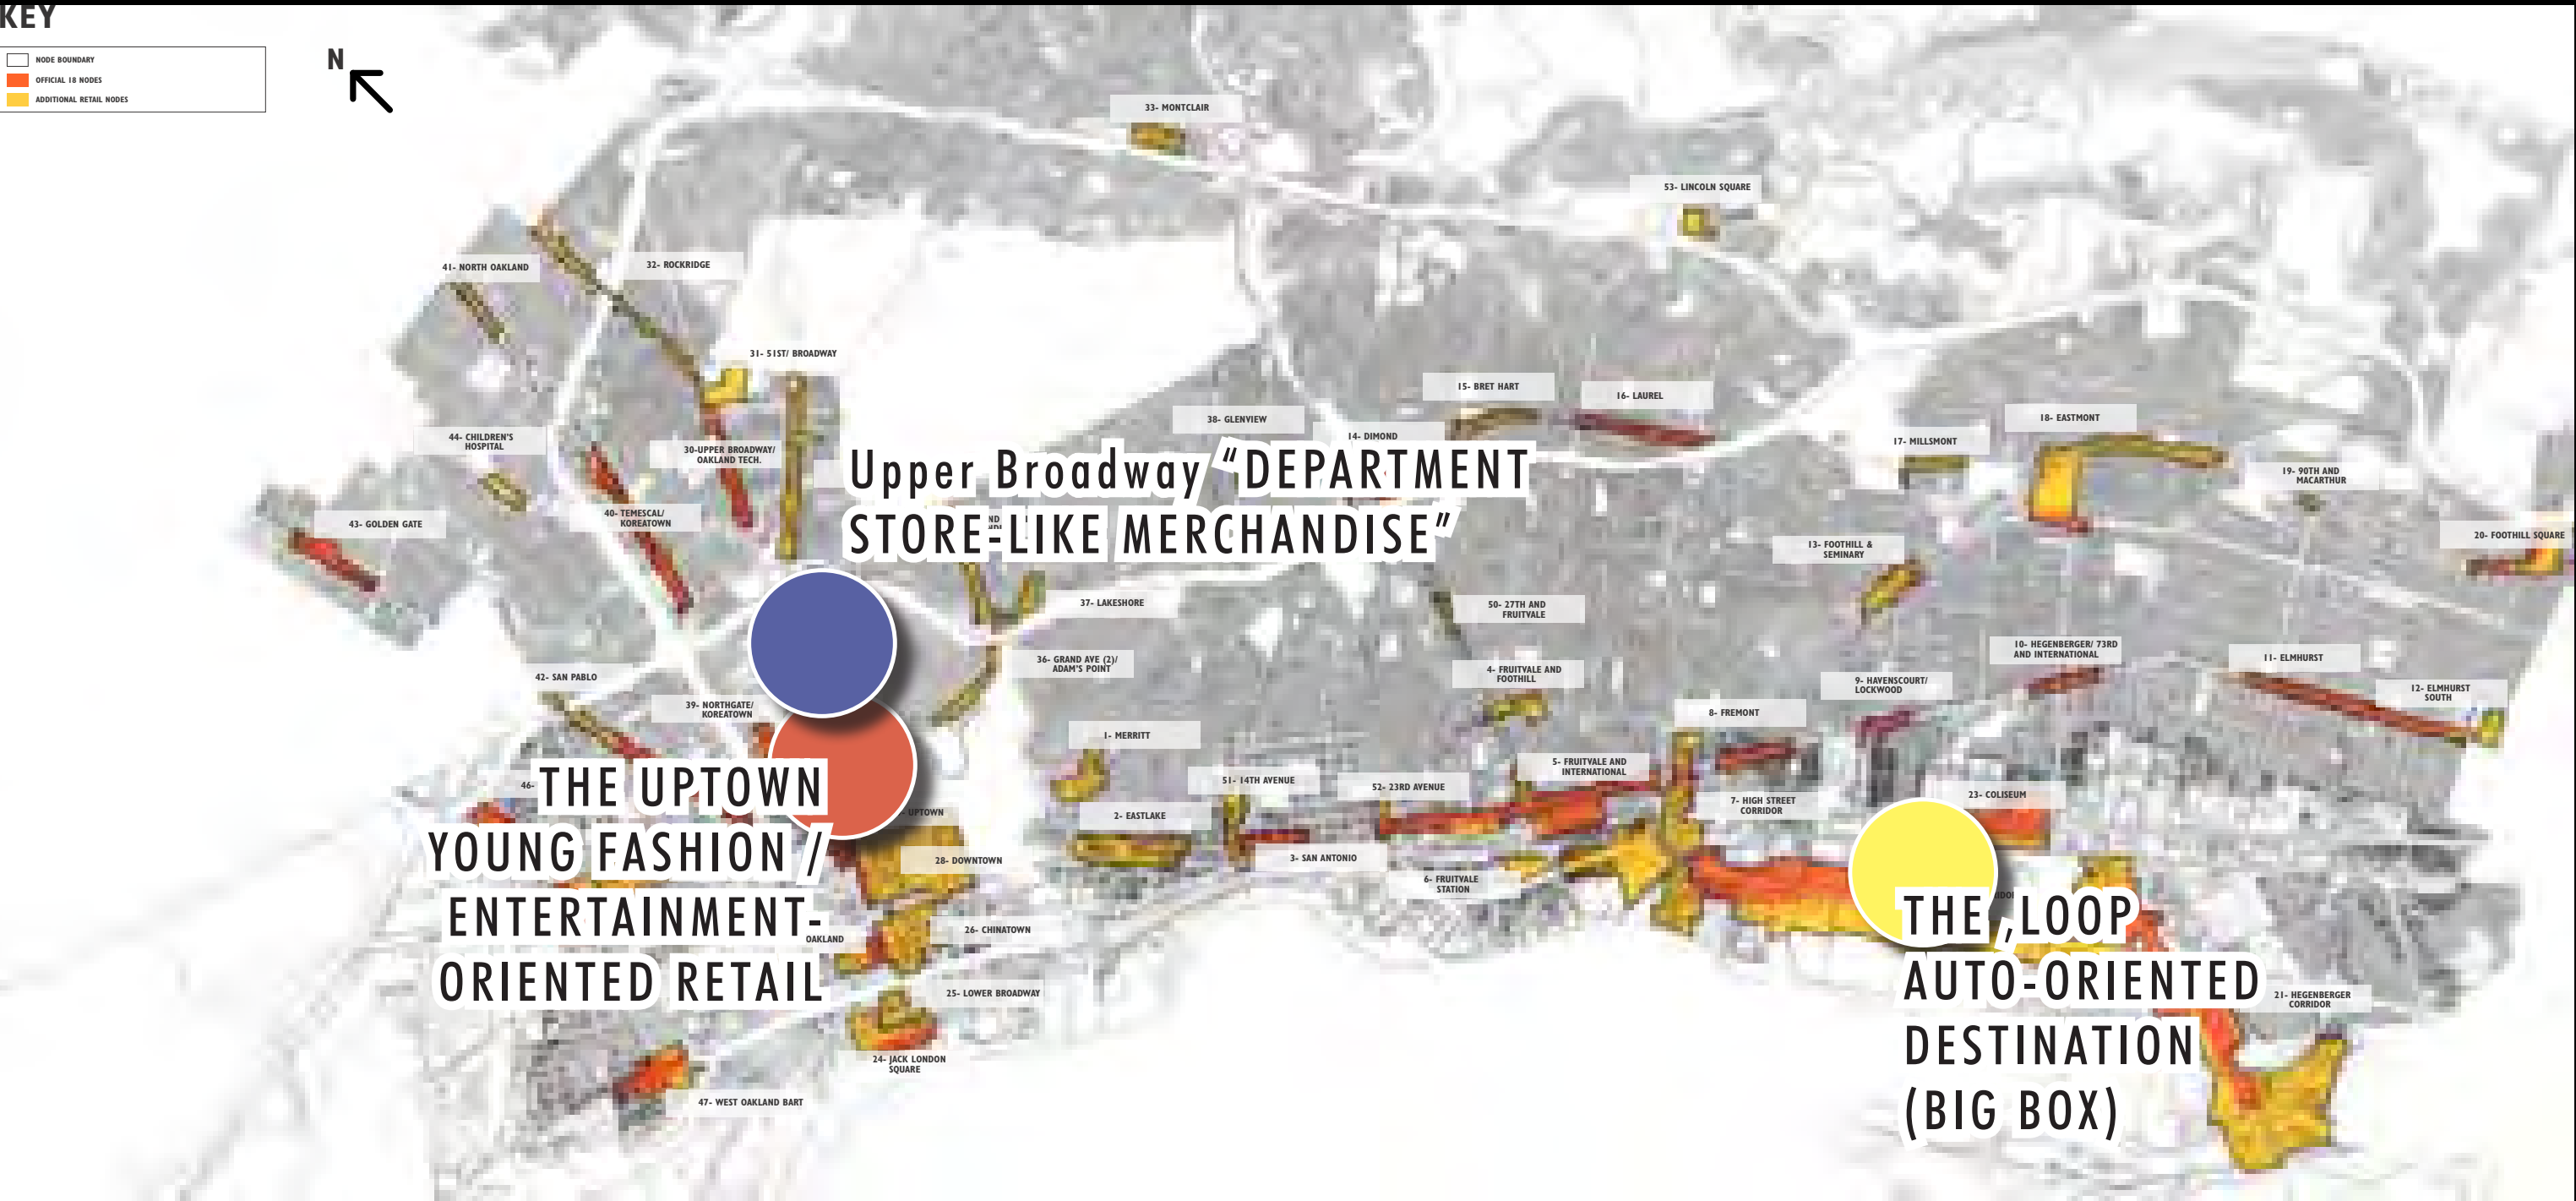 KEY
NODE BOUNDARY
OFFICIAL 18 NODES
ADDITIONAL RETAIL NODES
N
33- MONTCLAIR
53- LINCOLN SQUARE
41- NORTH OAKLAND
32- ROCKRIDGE
31- 51ST/ BROADWAY
15- BRET HART
16- LAUREL
38- GLENVIEW
14- DIMOND
18- EASTMONT
17- MILLSMONT
44- CHILDREN'S
HOSPITAL
30-UPPER BROADWAY/
OAKLAND TECH.
19- 90TH AND
MACARTHUR
Upper Broadway "DEPARTMENT
STORE-LIKE MERCHANDISE"
43- GOLDEN GATE
40- TEMESCAL/
KOREATOWN
20- FOOTHILL SQUARE
13- FOOTHILL &
SEMINARY
37- LAKESHORE
50- 27TH AND
FRUITVALE
36- GRAND AVE (2)/
ADAM'S POINT
10- HEGENBERGER/ 73RD
AND INTERNATIONAL
11- ELMHURST
42- SAN PABLO
4- FRUITVALE AND
FOOTHILL
9- HAVENSCOURT/
LOCKWOOD
12- ELMHURST
SOUTH
39- NORTHGATE/
KOREATOWN
8- FREMONT
1- MERRITT
5- FRUITVALE AND
INTERNATIONAL
51- 14TH AVENUE
52- 23RD AVENUE
46-
23- COLISEUM
7- HIGH STREET
CORRIDOR
UPTOWN
2- EASTLAKE
THE UPTOWN
YOUNG FASHION /
ENTERTAINMENT-
ORIENTED RETAIL
28- DOWNTOWN
3- SAN ANTONIO
6- FRUITVALE
STATION
OAKLAND
26- CHINATOWN
THE ,LOOP
AUTO-ORIENTED
DESTINATION
(BIG BOX)
25- LOWER BROADWAY
21- HEGENBERGER
CORRIDOR
24- JACK LONDON
SQUARE
47- WEST OAKLAND BART